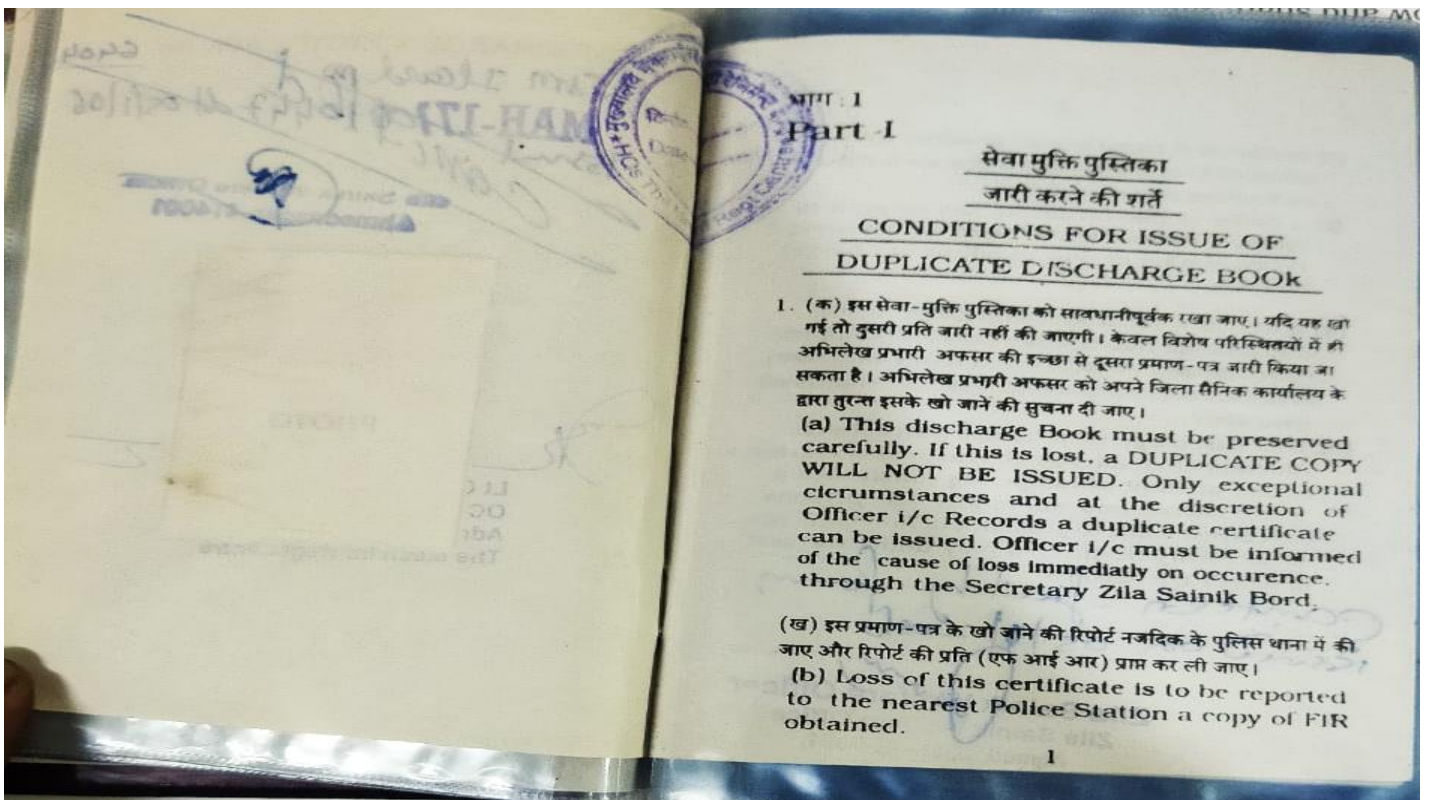 भाग : 1
Part I
सेवा मुक्ति पुस्तिका
जारी करने की शर्ते
CONDITIONS FOR ISSUE OF
DUPLICATE DISCHARGE BOOk
1. (क) इस सेवा-मुक्ति पुस्तिका को सावधानीपूर्वक रखा जाए। यदि यह खो
गई तो दुसरी प्रति जारी नहीं की जाएगी। केवल विशेष परिस्थितयों में ही
अभिलेख प्रभारी अफसर की इच्छा से दूसरा प्रमाण-पत्र जारी किया जा
सकता है। अभिलेख प्रभारी अफसर को अपने जिला सैनिक कार्यालय के
द्वारा तुरन्त इसके खो जाने की सुचना दी जाए।
(a) This discharge Book must be preserved
carefully. If this is lost, a DUPLICATE COPY
WILL NOT BE ISSUED. Only exceptional
cicrumstances and at the discretion of
Officer i/c Records a duplicate certificate
can be issued. Officer i/c must be informed
of the cause of loss immediatly on occurence.
through the Secretary Zila Sainik Bord.
(ख) इस प्रमाण-पत्र के खो जाने की रिपोर्ट नजदिक के पुलिस थाना में की
जाए और रिपोर्ट की प्रति (एफ आई आर) प्राप्त कर ली जाए।
(b) Loss of this certificate is to be reported
to the nearest Police Station a copy of FIR
obtained.
1